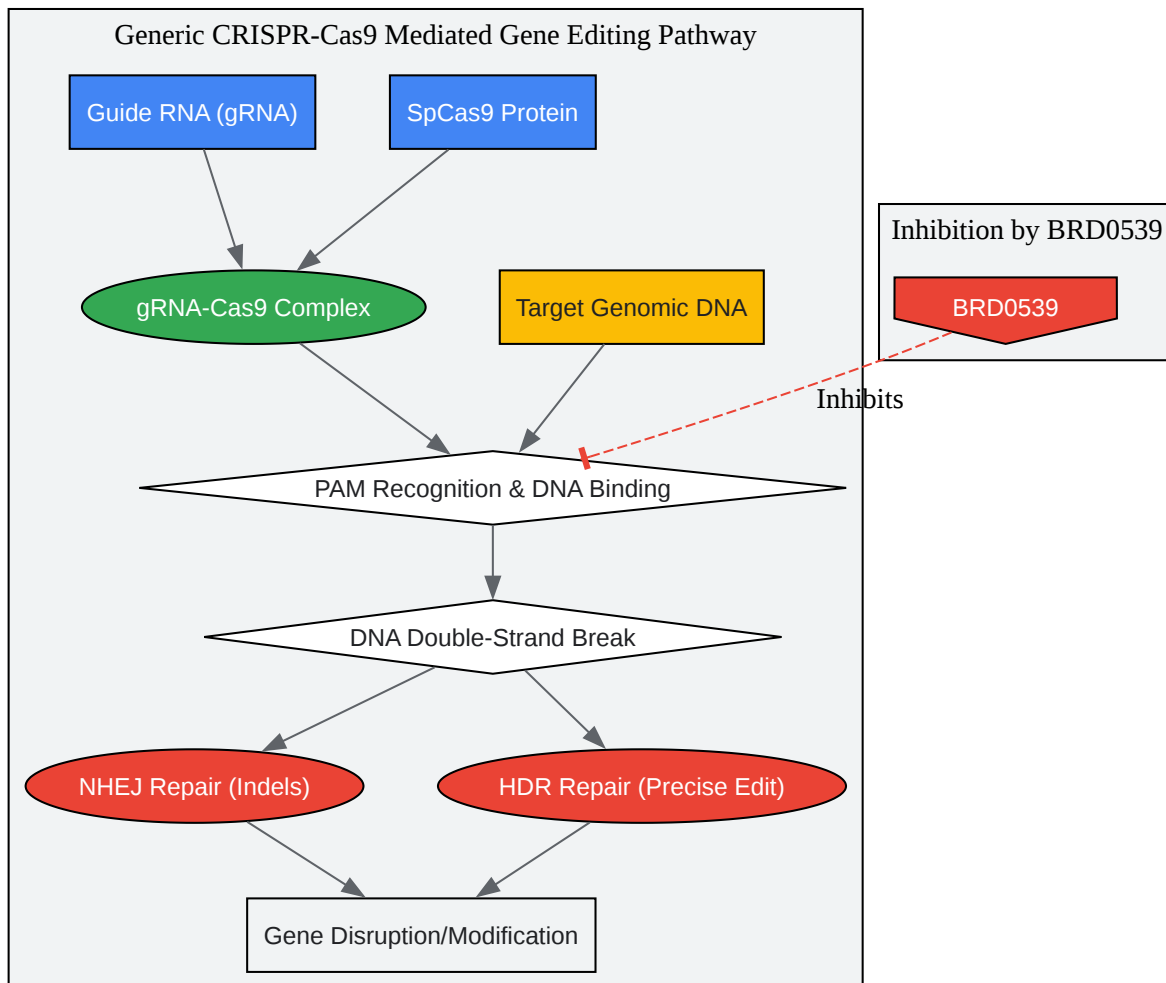 Generic CRISPR-Cas9 Mediated Gene Editing Pathway
Guide RNA (gRNA)
SpCas9 Protein
Inhibition by BRD0539
BRD0539
gRNA-Cas9 Complex
Target Genomic DNA
Inhibits
PAM Recognition & DNA Binding
DNA Double-Strand Break
NHEJ Repair (Indels)
HDR Repair (Precise Edit)
Gene Disruption/Modification